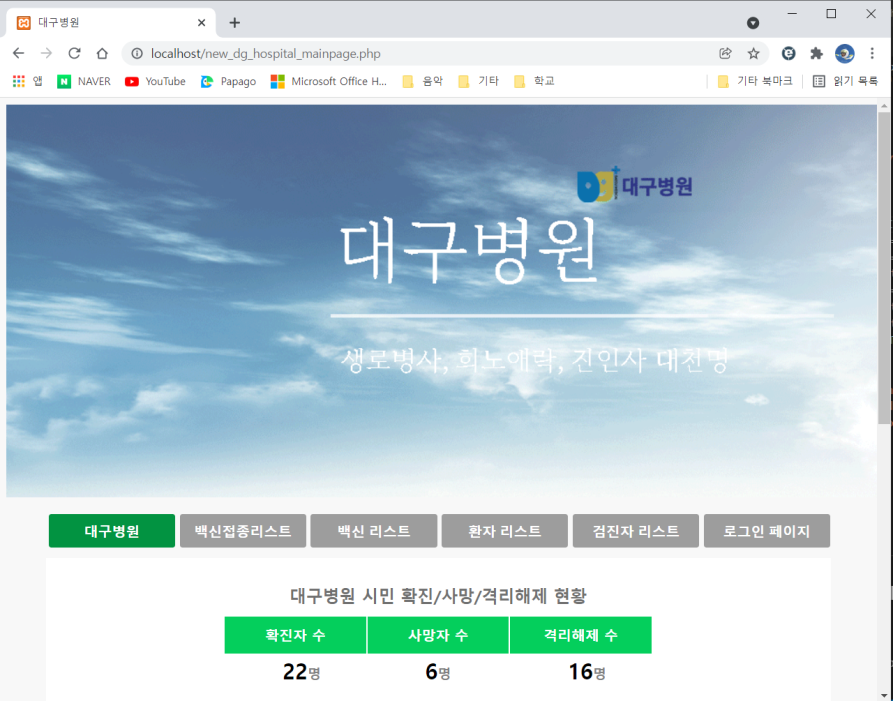 대구병원
localhost/new_dg_hospital_mainpage.php
앱 NAVER YouTube Papago Microsoft Office H... 음악 기타 학교 기타 북마크 읽기 목록
Dg 대구병원
대구병원
생로병사, 희노애락, 진인사 대천명
대구병원 백신접종리스트 백신 리스트 환자 리스트 검진자 리스트 로그인 페이지
대구병원 시민 확진/사망/격리해제 현황
확진자 수 사망자 수 격리해제 수
22명 6명 16명